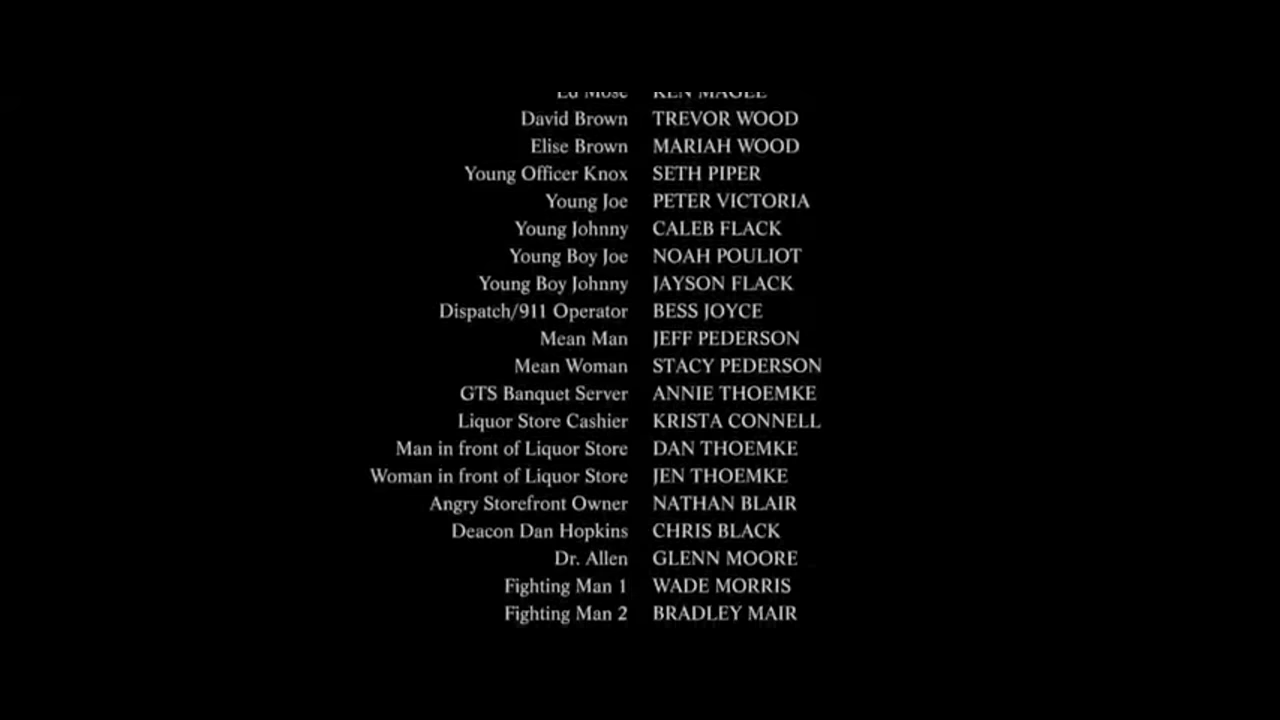 David Brown TREVOR WOOD
Elise Brown MARIAH WOOD
Young Officer Knox SETH PIPER
Young Joe PETER VICTORIA
Young Johnny CALEB FLACK
Young Boy Joe NOAH POULIOT
Young Boy Johnny JAYSON FLACK
Dispatch/911 Operator BESS JOYCE
Mean Man JEFF PEDERSON
Mean Woman STACY PEDERSON
GTS Banquet Server ANNIE THOEMKE
Liquor Store Cashier KRISTA CONNELL
Man in front of Liquor Store DAN THOEMKE
Woman in front of Liquor Store JEN THOEMKE
Angry Storefront Owner NATHAN BLAIR
Deacon Dan Hopkins CHRIS BLACK
Dr. Allen GLENN MOORE
Fighting Man 1 WADE MORRIS
Fighting Man 2 BRADLEY MAIR